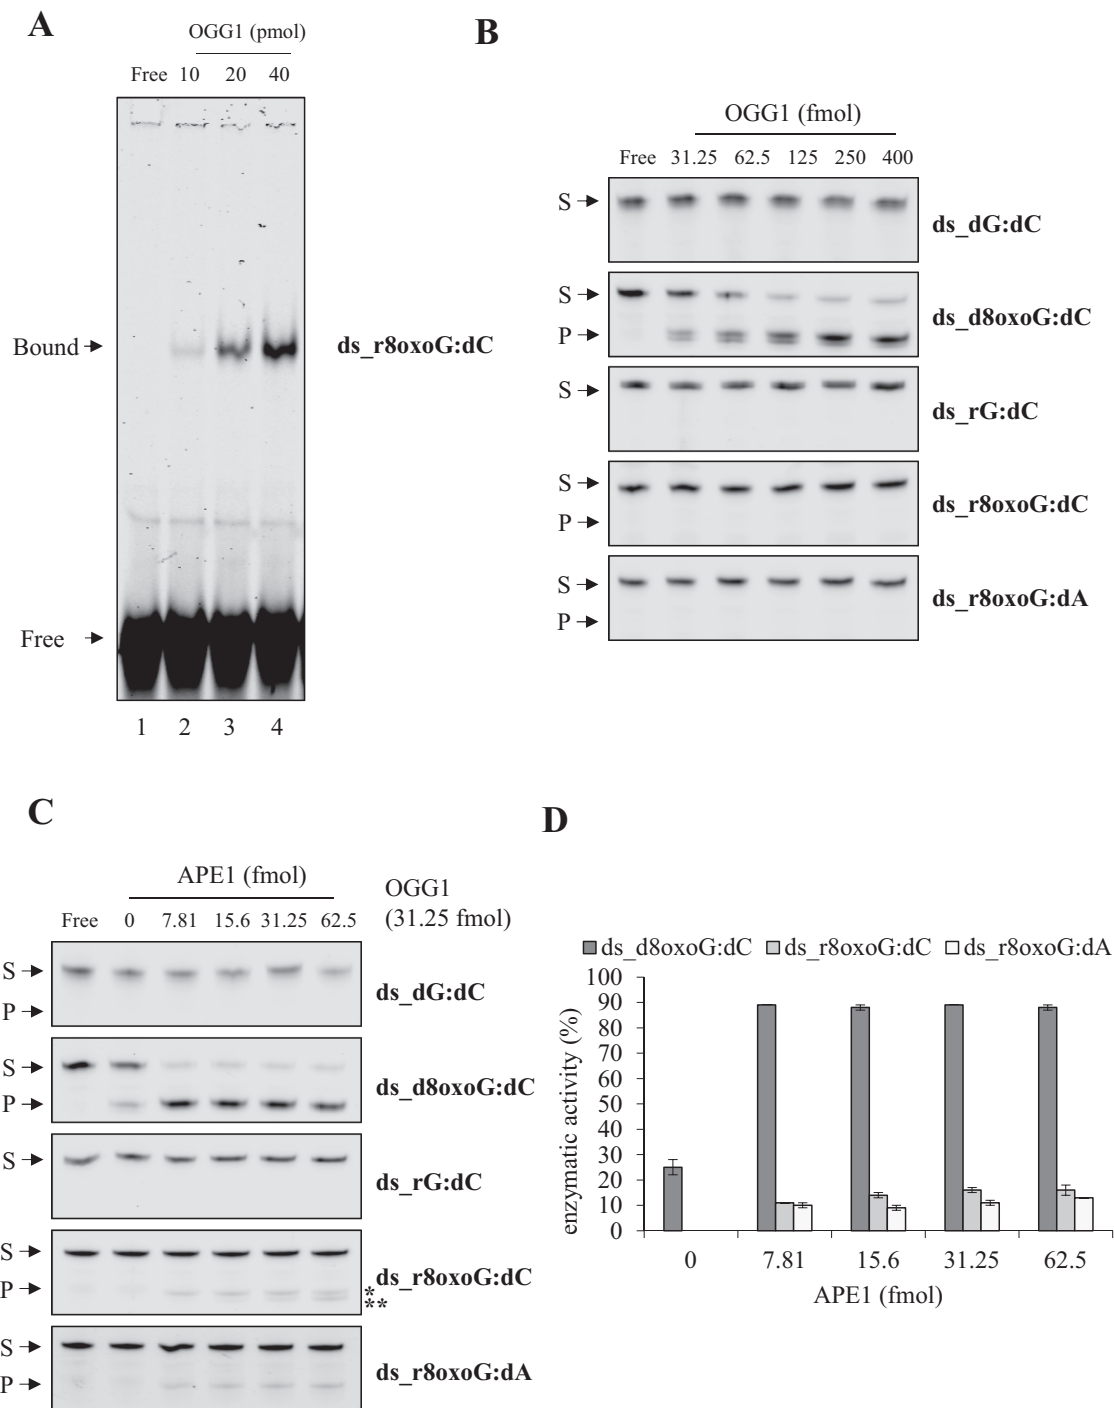 A
OGG1 (pmol)
Free 10 20 40
Bound
ds_r8oxoG:dC
Free
1 2 3 4
B
OGG1 (fmol)
Free 31.25 62.5 125 250 400
S
ds_dG:dC
S
ds_d8oxoG:dC
P
S
ds_rG:dC
S
ds_r8oxoG:dC
P
S
ds_r8oxoG:dA
P
C
APE1 (fmol)
OGG1
(31.25 fmol)
Free 0 7.81 15.6 31.25 62.5
S
ds_dG:dC
P
S
ds_d8oxoG:dC
P
S
ds_rG:dC
S
ds_r8oxoG:dC
P
*
**
S
ds_r8oxoG:dA
P
D
ds_d8oxoG:dC ds_r8oxoG:dC ds_r8oxoG:dA
enzymatic activity (%)
100
90
80
70
60
50
40
30
20
10
0
0 7.81 15.6 31.25 62.5
APE1 (fmol)